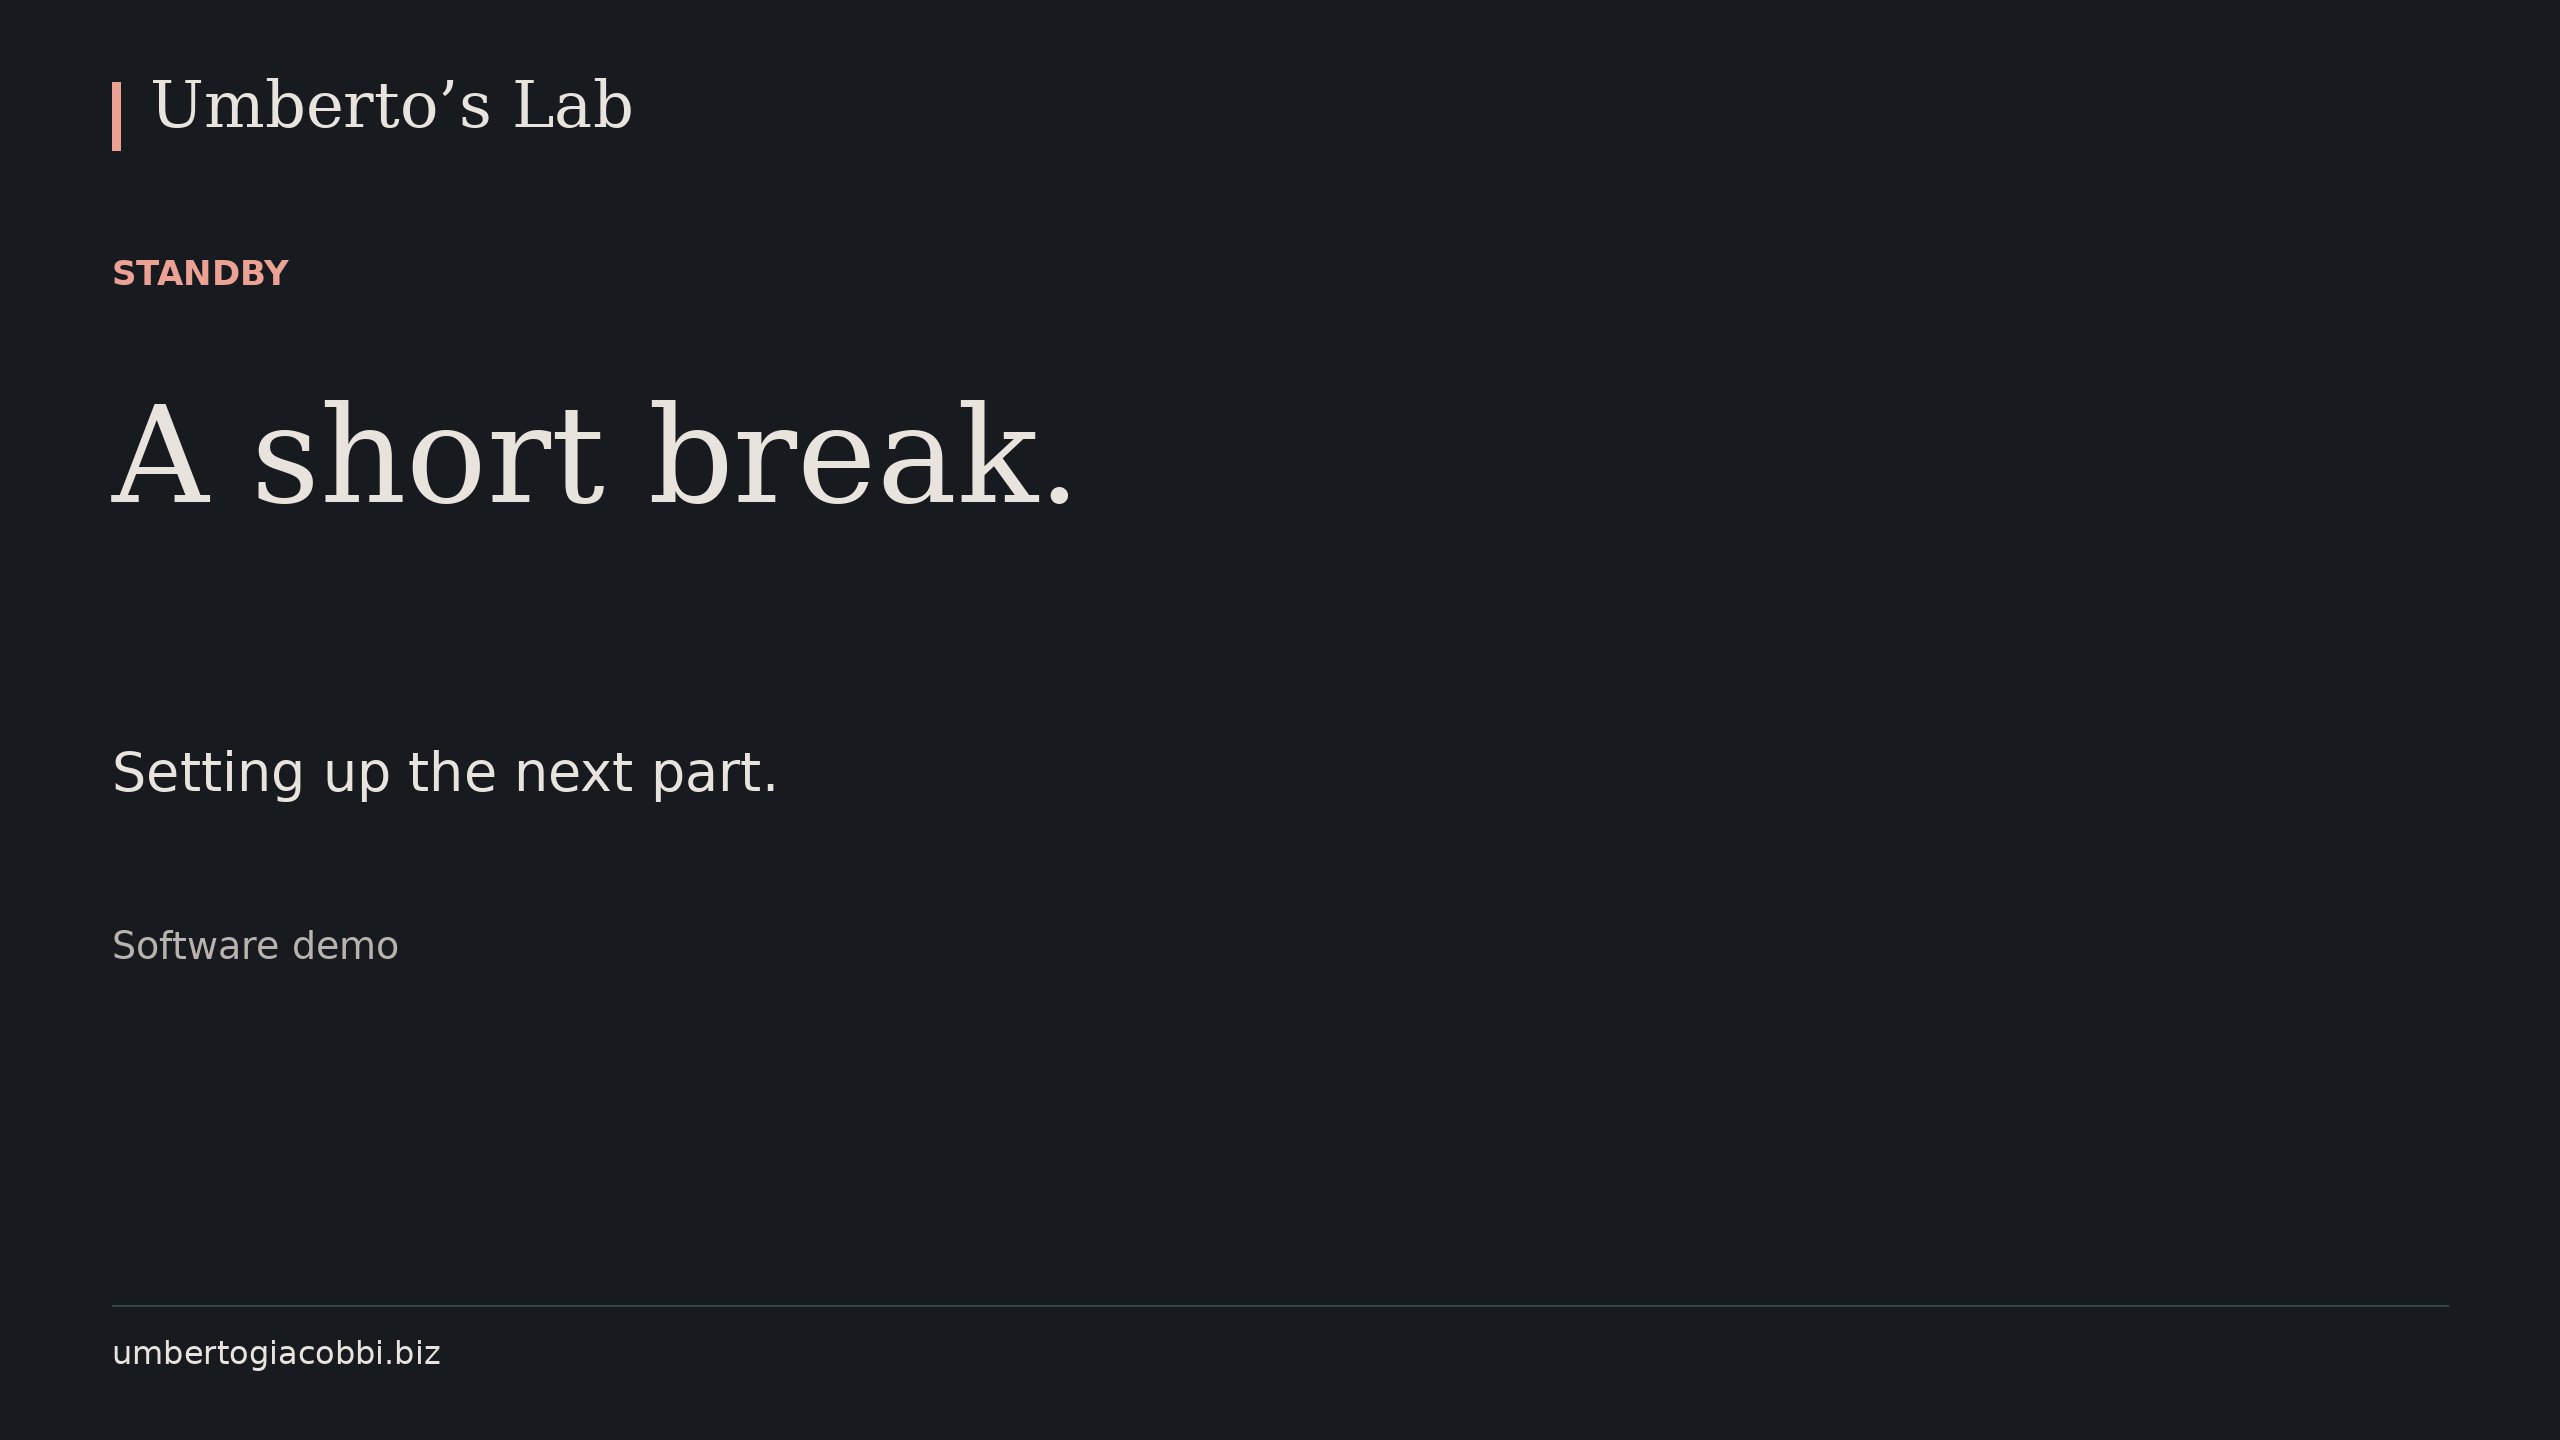 Umberto’s Lab
STANDBY
A short break.
Setting up the next part.
Software demo
umbertogiacobbi.biz